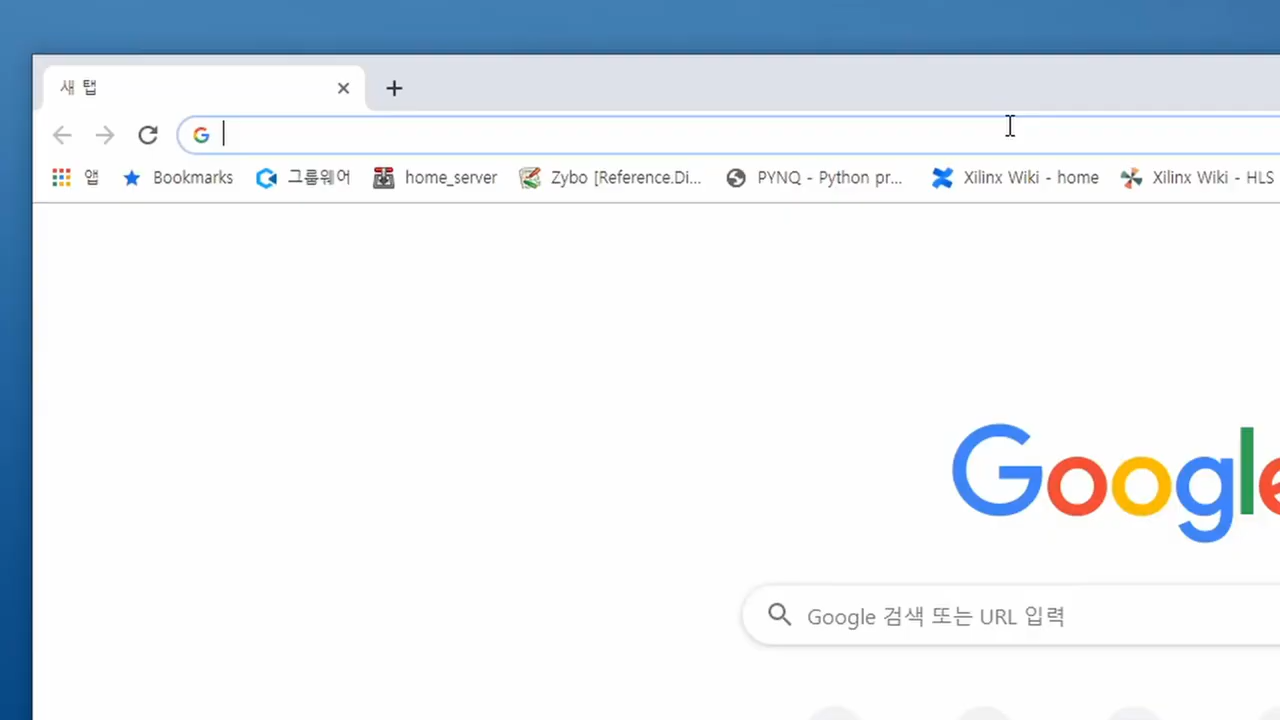 새 탭
앱 Bookmarks 그룹웨어 home_server Zybo [Reference.Di... PYNQ - Python pr... Xilinx Wiki - home Xilinx Wiki - HLS
Google
Google 검색 또는 URL 입력